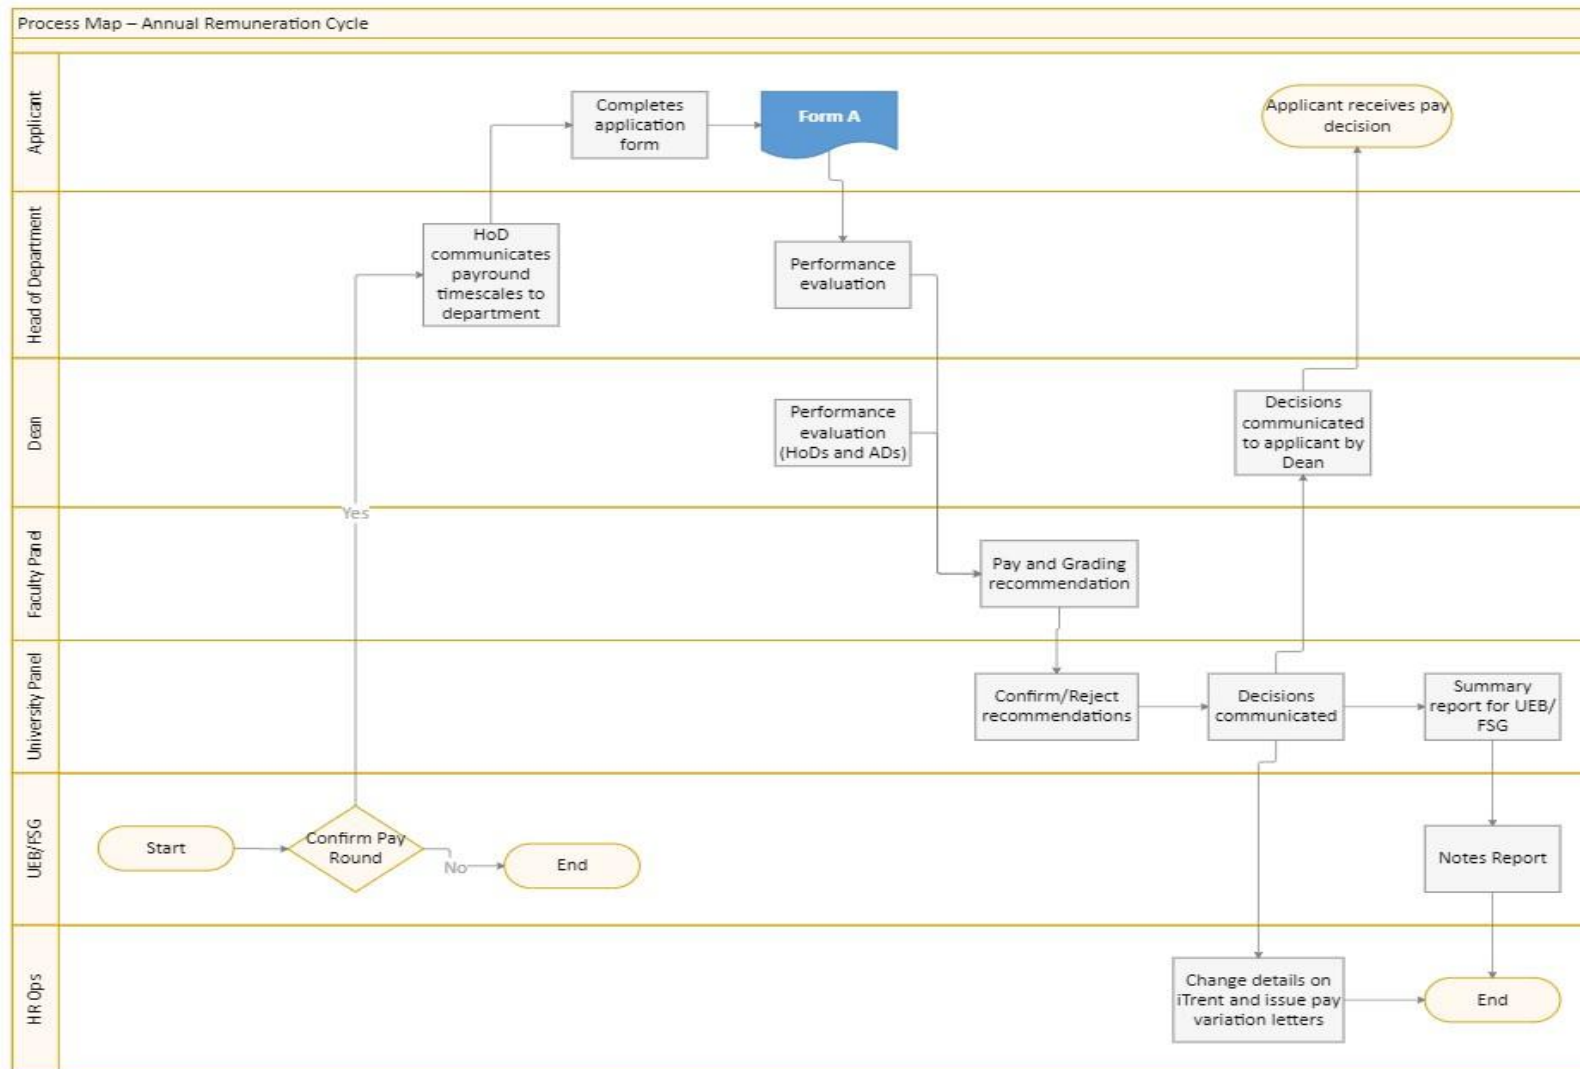 Process Map – Annual Remuneration Cycle
Applicant
Completes
application
form
Form A
Applicant receives pay
decision
Head of Department
HoD
communicates
payround
timescales to
department
Performance
evaluation
Dean
Performance
evaluation
(HoDs and ADs)
Decisions
communicated
to applicant by
Dean
Yes
Faculty Panel
Pay and Grading
recommendation
University Panel
Confirm/Reject
recommendations
Decisions
communicated
Summary
report for UEB/
FSG
UEB/FSG
Start
Confirm Pay
Round
No
End
Notes Report
HR Ops
Change details on
iTrent and issue pay
variation letters
End